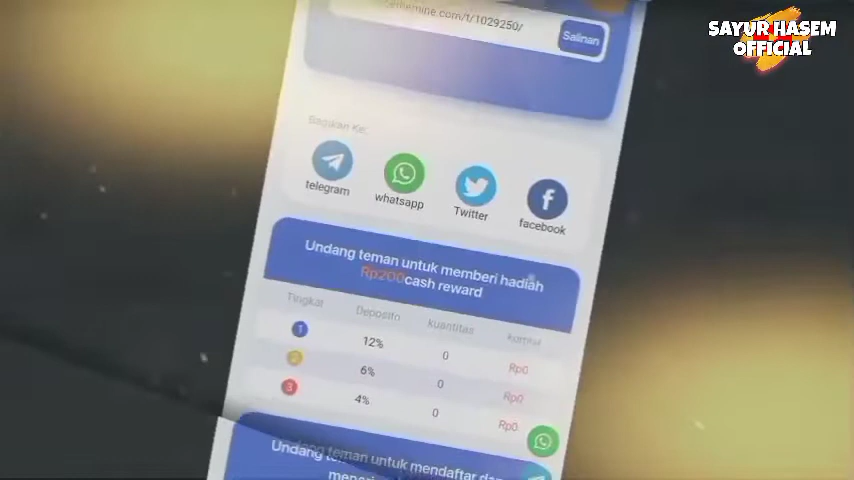 SAYUR HASEM
OFFICIAL
Salinan
Bagikan Ke:
telegram
whatsapp
Twitter
facebook
Undang teman untuk memberi hadiah
Rp200cash reward
Tingkat Deposito kuantitas komisi
1 12% 0 Rp0
2 6% 0 Rp0
3 4% 0 Rp0
Undang teman untuk mendaftar dan